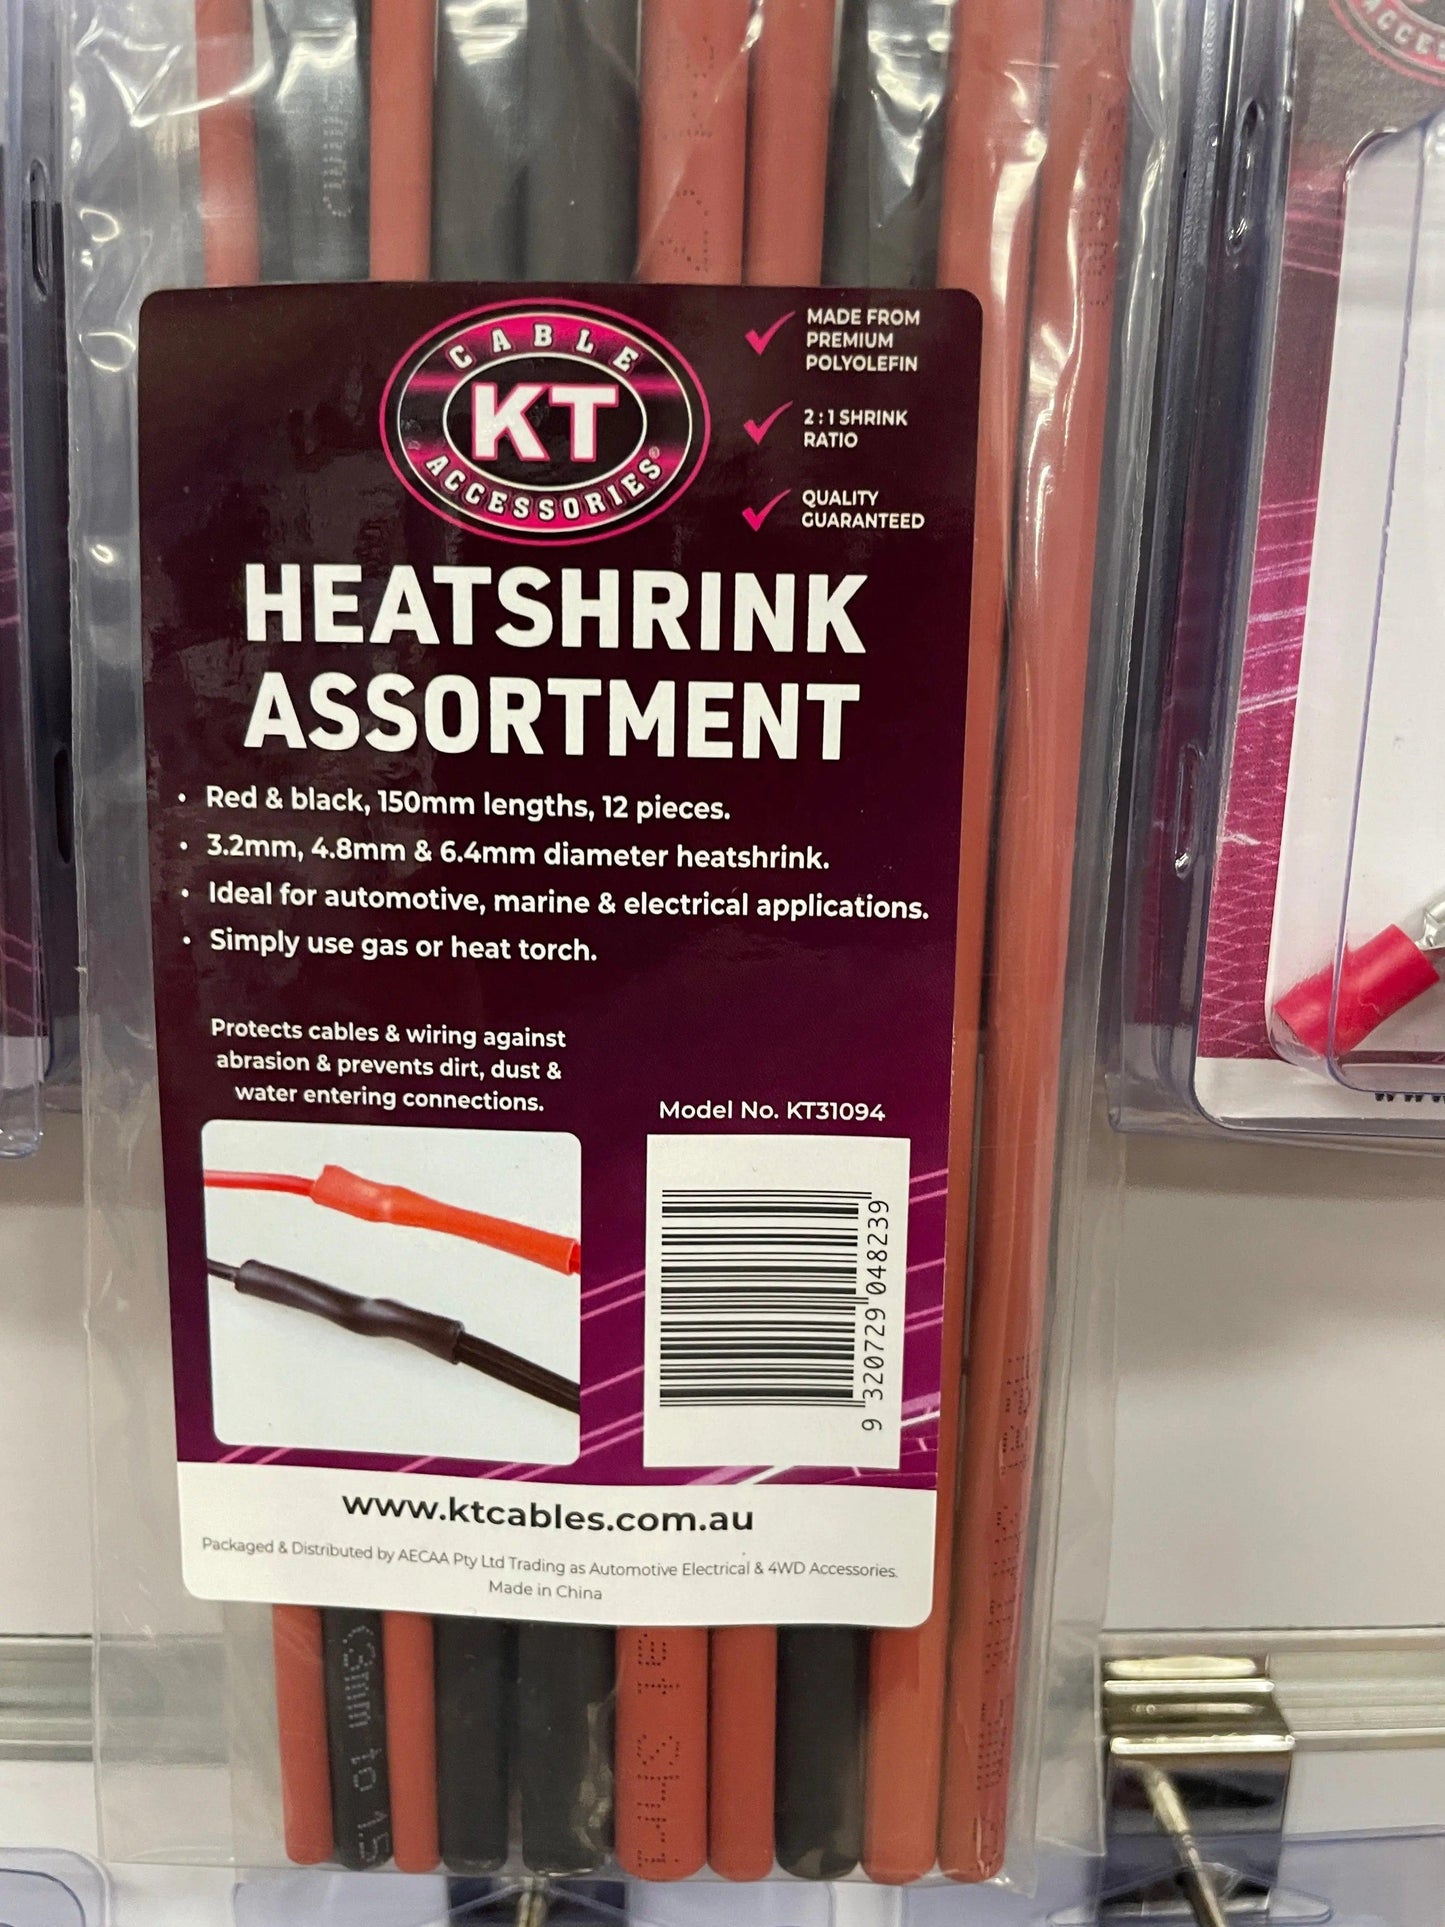 CABLE
KT
ACCESSORIES®
MADE FROM
PREMIUM
POLYOLEFIN
2 : 1 SHRINK
RATIO
QUALITY
GUARANTEED
HEATSHRINK
ASSORTMENT
• Red & black, 150mm lengths, 12 pieces.
• 3.2mm, 4.8mm & 6.4mm diameter heatshrink.
• Ideal for automotive, marine & electrical applications.
• Simply use gas or heat torch.
Protects cables & wiring against
abrasion & prevents dirt, dust &
water entering connections.
Model No. KT31094
9 320729 048239
www.ktcables.com.au
Packaged & Distributed by AECAA Pty Ltd Trading as Automotive Electrical & 4WD Accessories.
Made in China